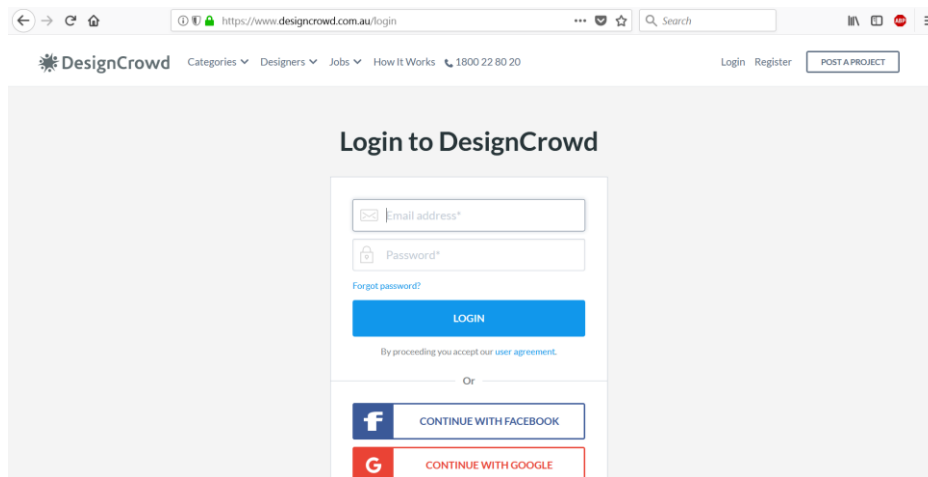 https://www.designcrowd.com.au/login
Search
ABP
DesignCrowd Categories Designers Jobs How It Works 1800 22 80 20 Login Register POST A PROJECT
Login to DesignCrowd
Email address*
Password*
Forgot password?
LOGIN
By proceeding you accept our user agreement.
Or
f CONTINUE WITH FACEBOOK
G CONTINUE WITH GOOGLE